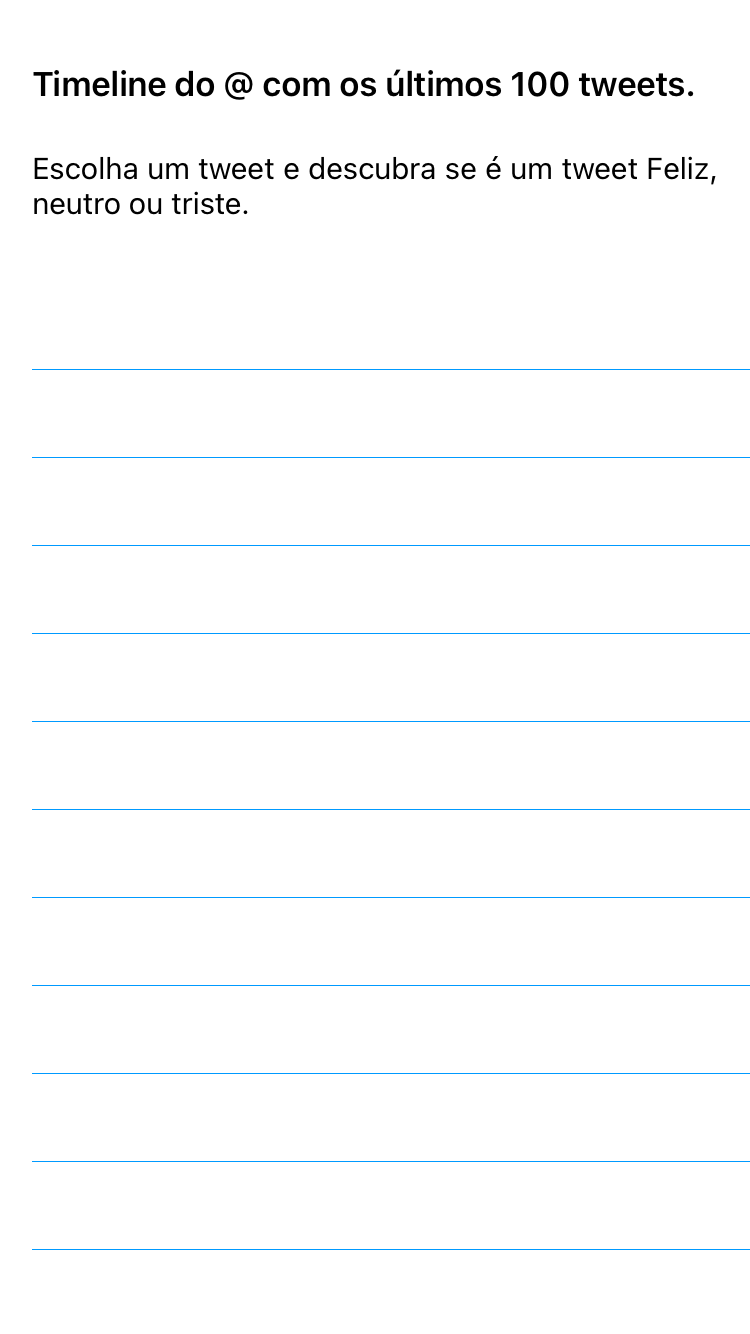 Timeline do @ com os últimos 100 tweets.
Escolha um tweet e descubra se é um tweet Feliz,
neutro ou triste.